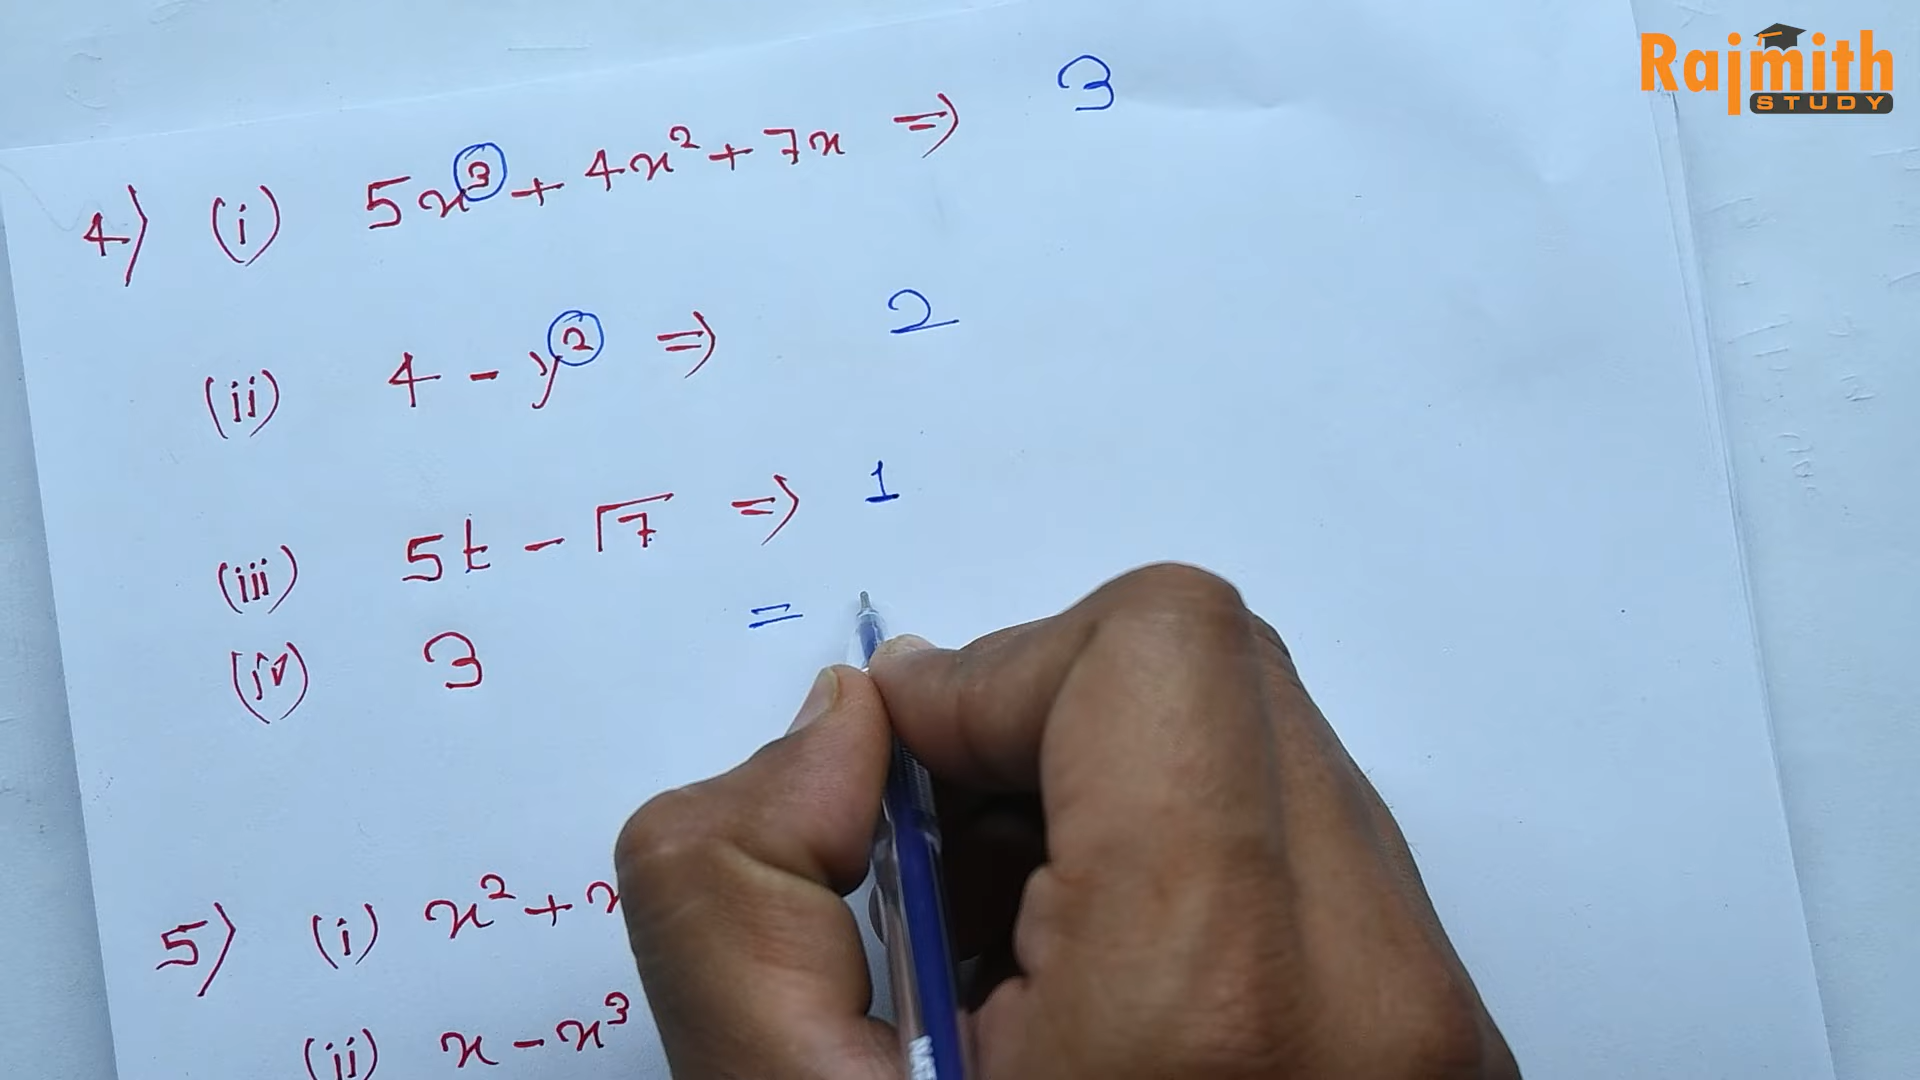 Rajmith
STUDY
4) (i) 5x³ + 4x² + 7x ⇒ 3
(ii) 4 - y² ⇒ 2
(iii) 5t - √7 ⇒ 1
(iv) 3 =
5) (i) x² + x
(ii) x - x³